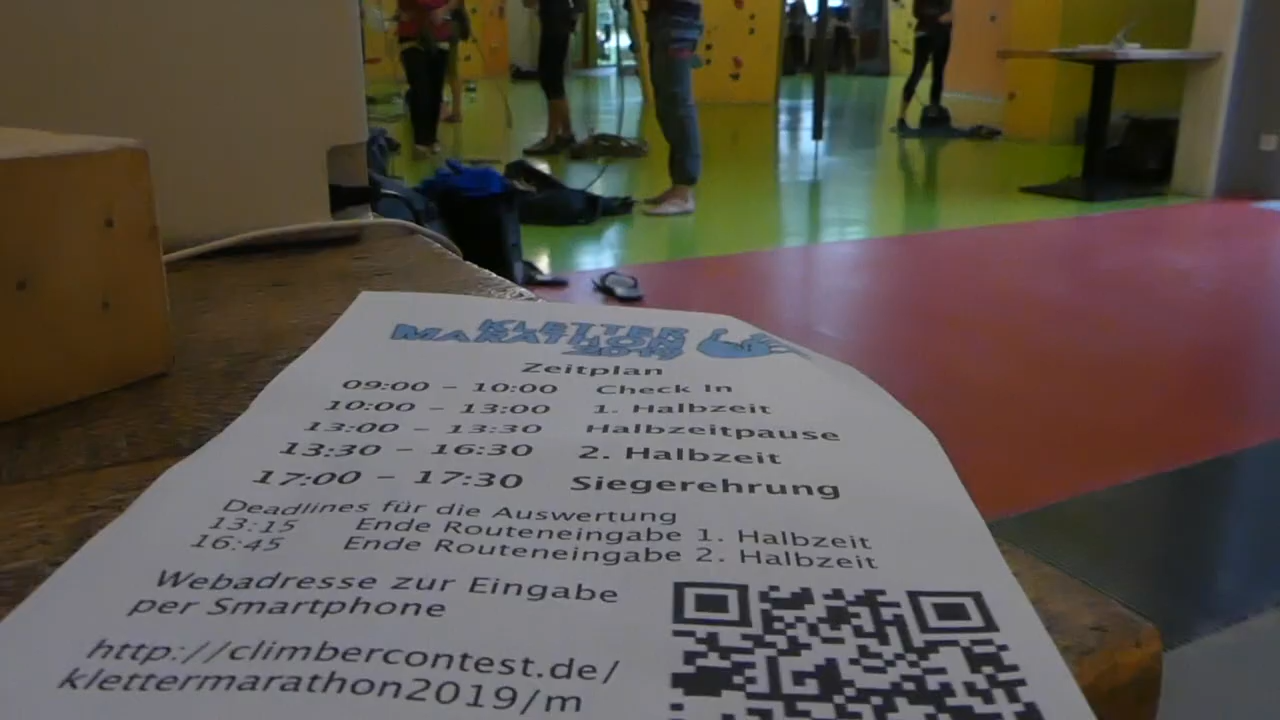 KLETTER
MARATHON
2019
Zeitplan
09:00 – 10:00 Check In
10:00 – 13:00 1. Halbzeit
13:00 – 13:30 Halbzeitpause
13:30 – 16:30 2. Halbzeit
17:00 – 17:30 Siegerehrung
Deadlines für die Auswertung
13:15 Ende Routeneingabe 1. Halbzeit
16:45 Ende Routeneingabe 2. Halbzeit
Webadresse zur Eingabe
per Smartphone
http://climbercontest.de/
klettermarathon2019/m